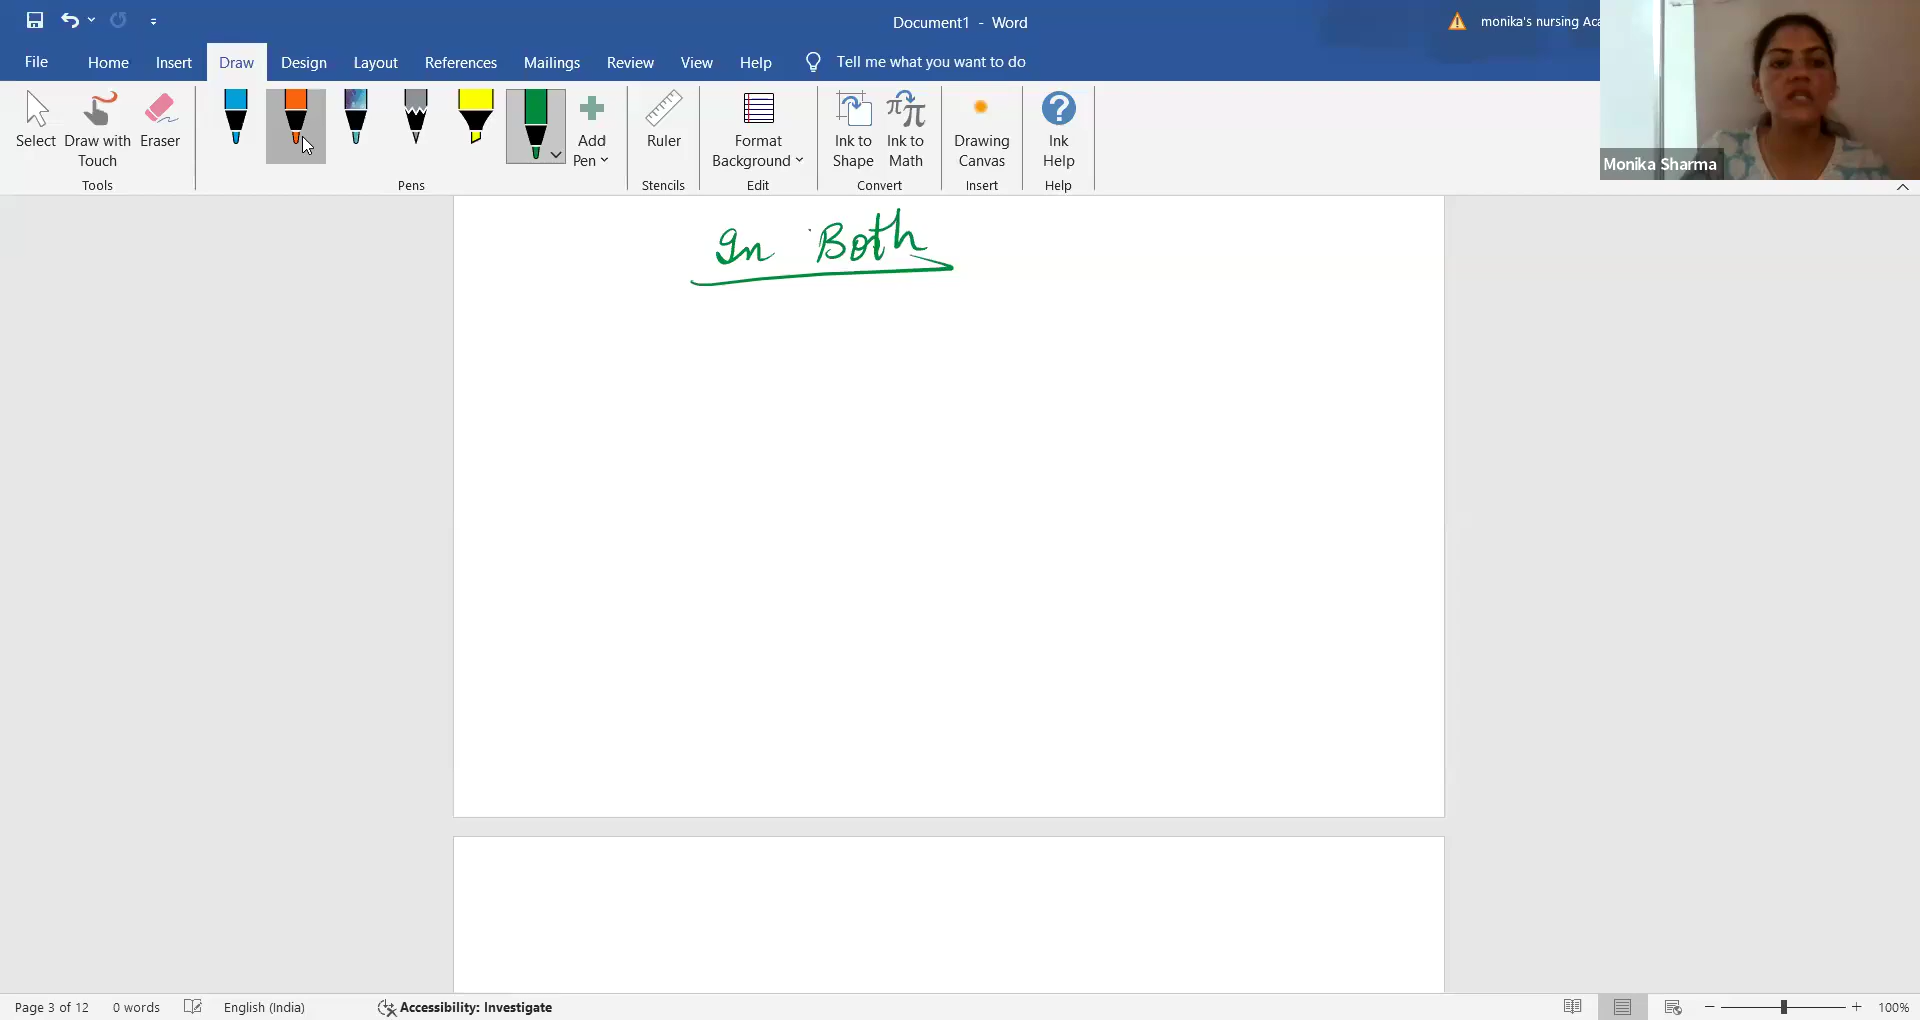 Document1 - Word
monika's nursing Aca
File Home Insert Draw Design Layout References Mailings Review View Help Tell me what you want to do
Select
Draw with Touch
Eraser
Add Pen
Ruler
Format Background
Ink to Shape
Ink to Math
Drawing Canvas
Ink Help
Tools Pens Stencils Edit Convert Insert Help
Monika Sharma
In Both
Page 3 of 12 0 words English (India) Accessibility: Investigate 100%